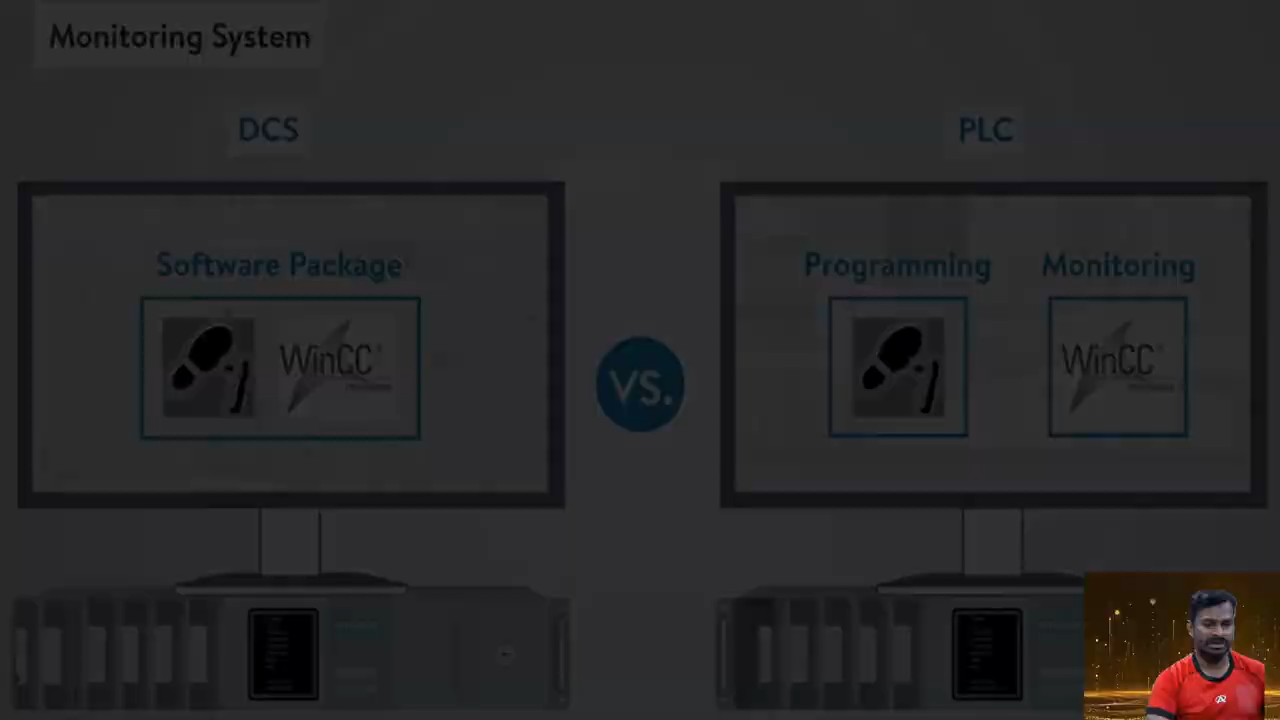 Monitoring System
DCS
PLC
Software Package
Programming
Monitoring
WinCC
VS.
WinCC